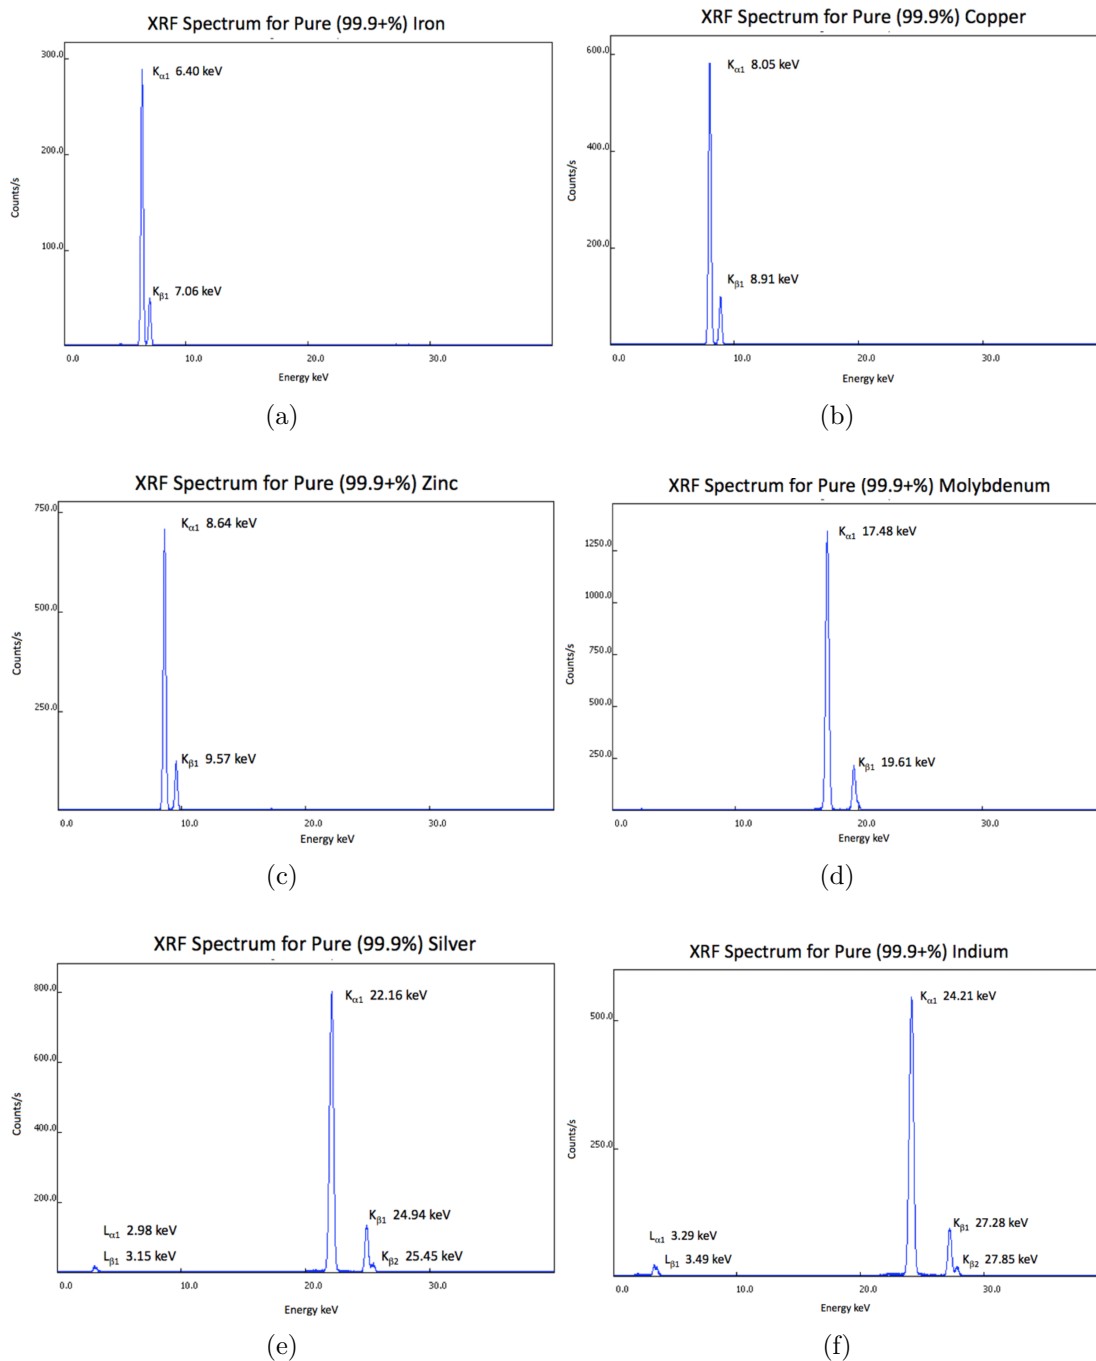 XRF Spectrum for Pure (99.9+%) Iron
300.0
200.0
100.0
Counts/s
Kα1 6.40 keV
Kβ1 7.06 keV
0.0 10.0 20.0 30.0
Energy keV
(a)
XRF Spectrum for Pure (99.9%) Copper
600.0
400.0
200.0
Counts/s
Kα1 8.05 keV
Kβ1 8.91 keV
0.0 10.0 20.0 30.0
Energy keV
(b)
XRF Spectrum for Pure (99.9+%) Zinc
750.0
500.0
250.0
Counts/s
Kα1 8.64 keV
Kβ1 9.57 keV
0.0 10.0 20.0 30.0
Energy keV
(c)
XRF Spectrum for Pure (99.9+%) Molybdenum
1250.0
1000.0
750.0
500.0
250.0
Counts/s
Kα1 17.48 keV
Kβ1 19.61 keV
0.0 10.0 20.0 30.0
Energy keV
(d)
XRF Spectrum for Pure (99.9%) Silver
800.0
600.0
400.0
200.0
Counts/s
Kα1 22.16 keV
Kβ1 24.94 keV
Kβ2 25.45 keV
Lα1 2.98 keV
Lβ1 3.15 keV
0.0 10.0 20.0 30.0
Energy keV
(e)
XRF Spectrum for Pure (99.9+%) Indium
500.0
250.0
Counts/s
Kα1 24.21 keV
Kβ1 27.28 keV
Kβ2 27.85 keV
Lα1 3.29 keV
Lβ1 3.49 keV
0.0 10.0 20.0 30.0
Energy keV
(f)